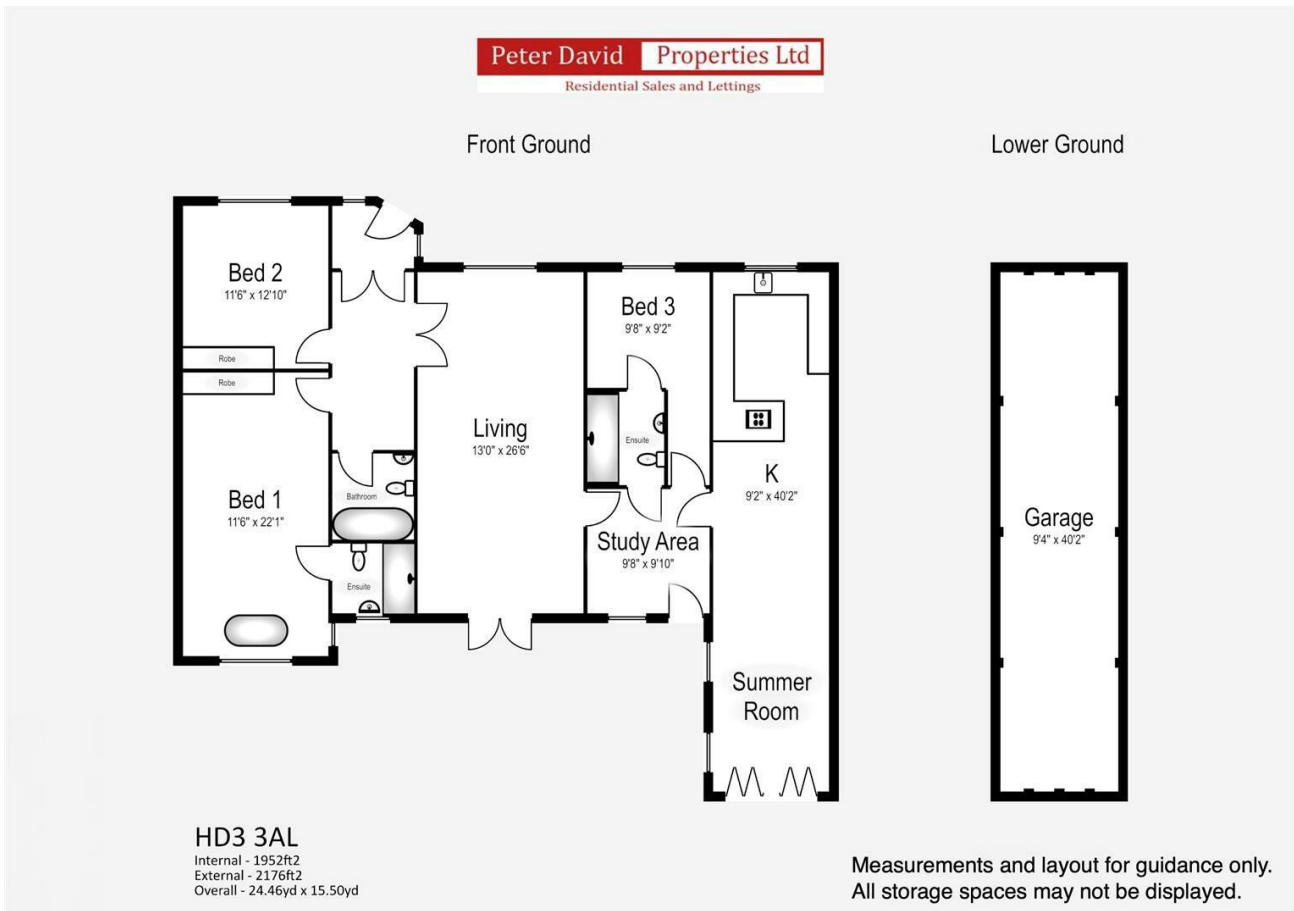 Peter David Properties Ltd
Residential Sales and Lettings
Front Ground
Lower Ground
Bed 2
11'6" x 12'10"
Robe
Robe
Bed 1
11'6" x 22'1"
Bathroom
Ensuite
Living
13'0" x 26'6"
Bed 3
9'8" x 9'2"
Ensuite
Study Area
9'8" x 9'10"
K
9'2" x 40'2"
Summer
Room
Garage
9'4" x 40'2"
HD3 3AL
Internal - 1952ft2
External - 2176ft2
Overall - 24.46yd x 15.50yd
Measurements and layout for guidance only.
All storage spaces may not be displayed.